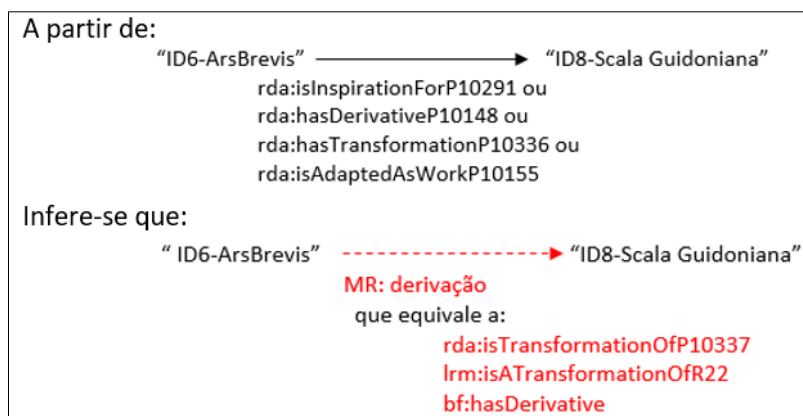 A partir de:
“ID6-ArsBrevis” “ID8-Scala Guidoniana”
rda:isInspirationForP10291 ou
rda:hasDerivativeP10148 ou
rda:hasTransformationP10336 ou
rda:isAdaptedAsWorkP10155
Infere-se que:
“ ID6-ArsBrevis” “ID8-Scala Guidoniana”
MR: derivação
que equivale a:
rda:isTransformationOfP10337
lrm:isATransformationOfR22
bf:hasDerivative